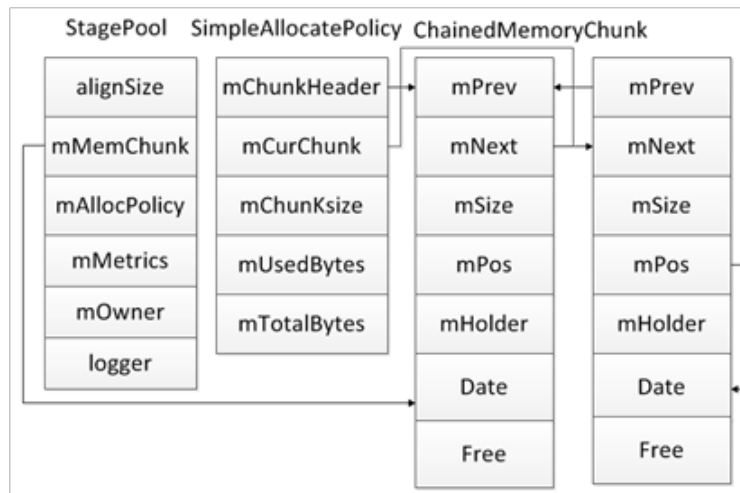 StagePool
SimpleAllocatePolicy
ChainedMemoryChunk
alignSize
mMemChunk
mAllocPolicy
mMetrics
mOwner
logger
mChunkHeader
mCurChunk
mChunKsize
mUsedBytes
mTotalBytes
mPrev
mNext
mSize
mPos
mHolder
Date
Free
mPrev
mNext
mSize
mPos
mHolder
Date
Free